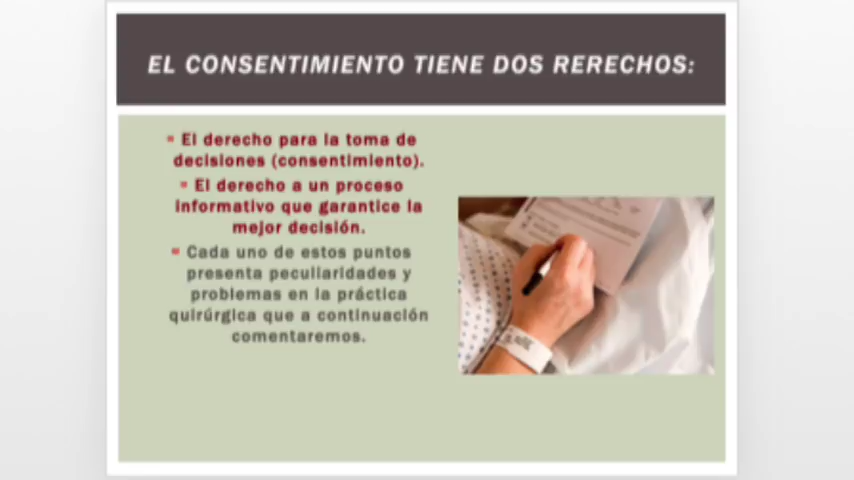 EL CONSENTIMIENTO TIENE DOS RERECHOS:
El derecho para la toma de
decisiones (consentimiento).
El derecho a un proceso
informativo que garantice la
mejor decisión.
Cada uno de estos puntos
presenta peculiaridades y
problemas en la práctica
quirúrgica que a continuación
comentaremos.